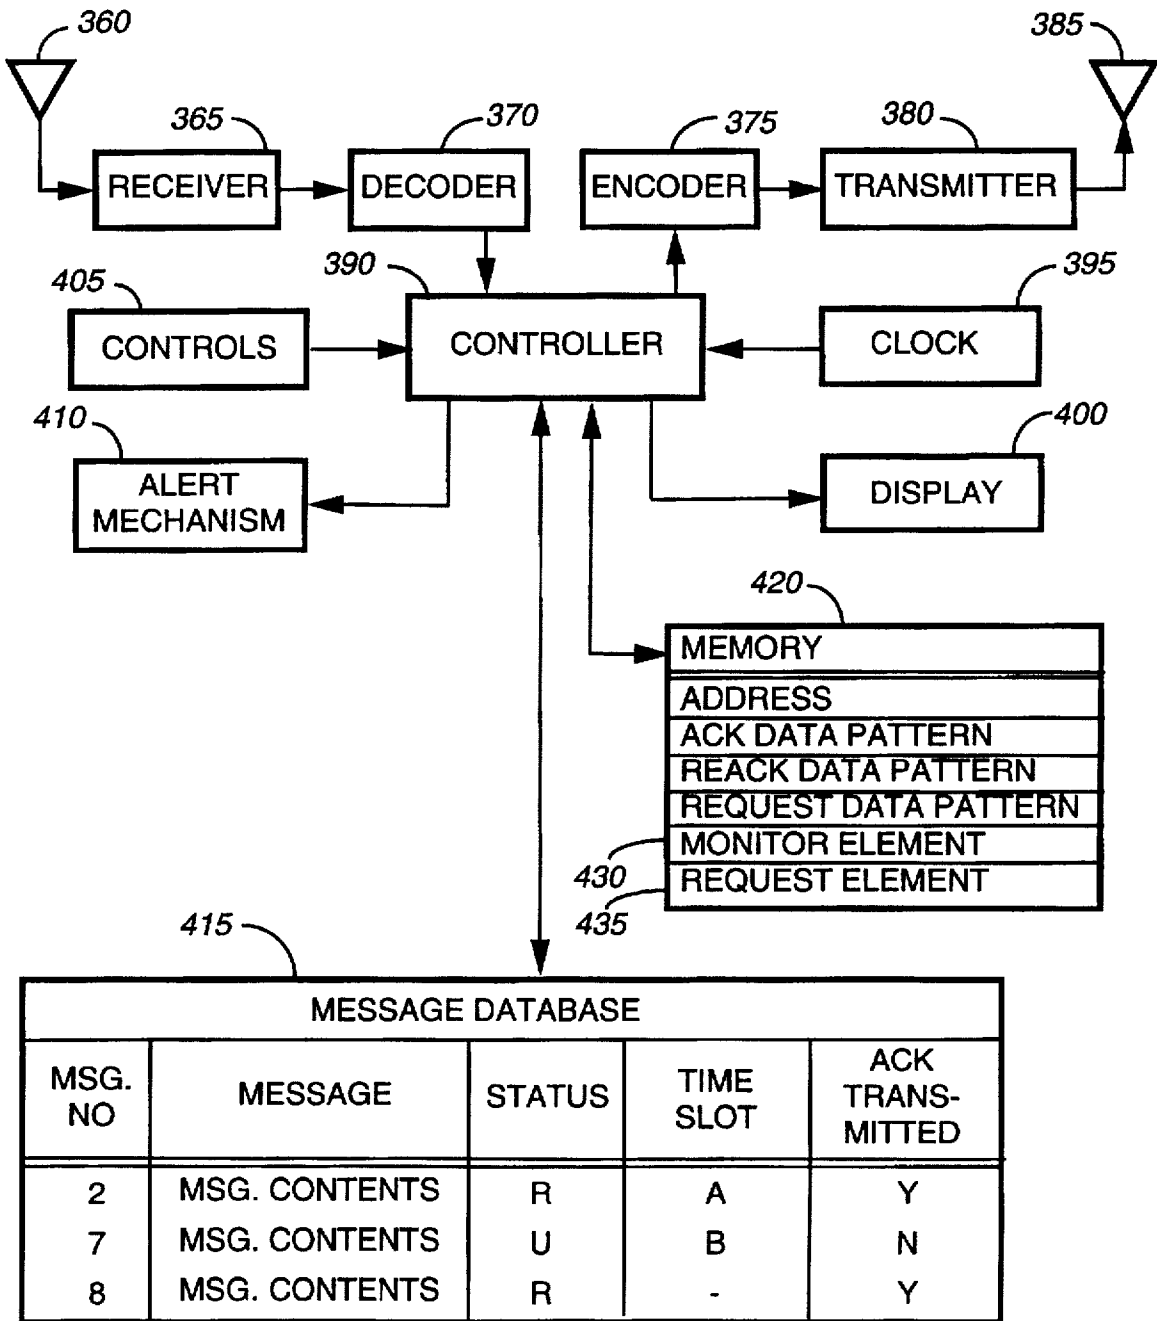 360
385
365
370
375
380
RECEIVER
DECODER
ENCODER
TRANSMITTER
405
390
395
CONTROLS
CONTROLLER
CLOCK
410
400
ALERT
MECHANISM
DISPLAY
420
MEMORY
ADDRESS
ACK DATA PATTERN
REACK DATA PATTERN
REQUEST DATA PATTERN
MONITOR ELEMENT
430
REQUEST ELEMENT
435
415
MESSAGE DATABASE
MSG.
NO
MESSAGE
STATUS
TIME
SLOT
ACK
TRANS-
MITTED
2 MSG. CONTENTS R A Y
7 MSG. CONTENTS U B N
8 MSG. CONTENTS R - Y